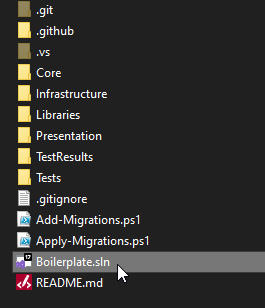 .git
.github
.vs
Core
Infrastructure
Libraries
Presentation
TestResults
Tests
.gitignore
Add-Migrations.ps1
Apply-Migrations.ps1
Boilerplate.sln
README.md